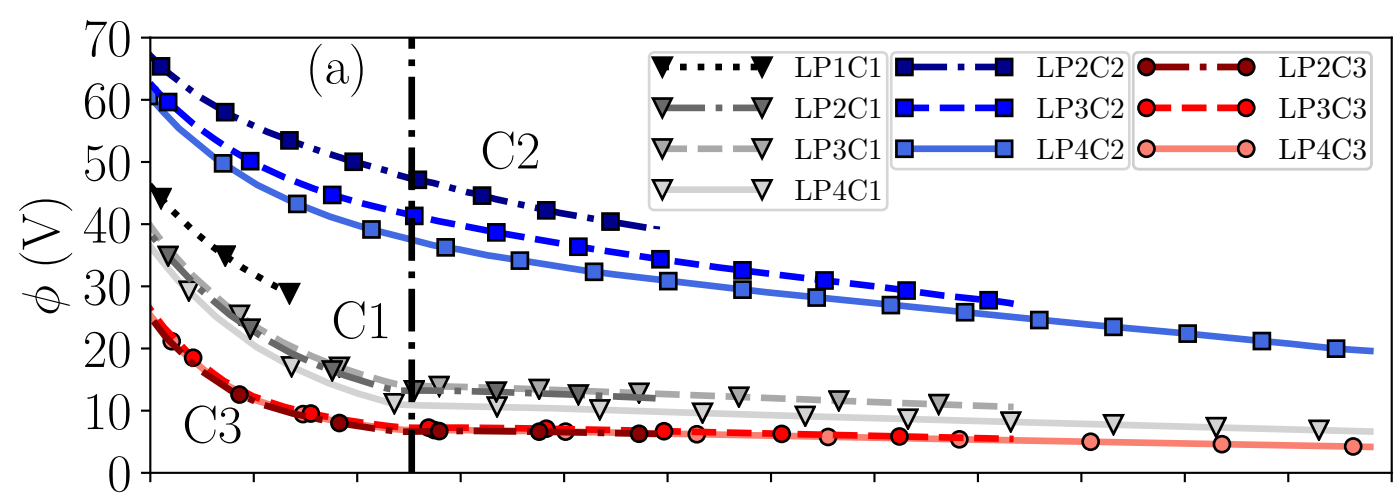 70
60
50
40
30
20
10
0
ϕ (V)
(a)
C2
C1
C3
LP1C1
LP2C1
LP3C1
LP4C1
LP2C2
LP3C2
LP4C2
LP2C3
LP3C3
LP4C3